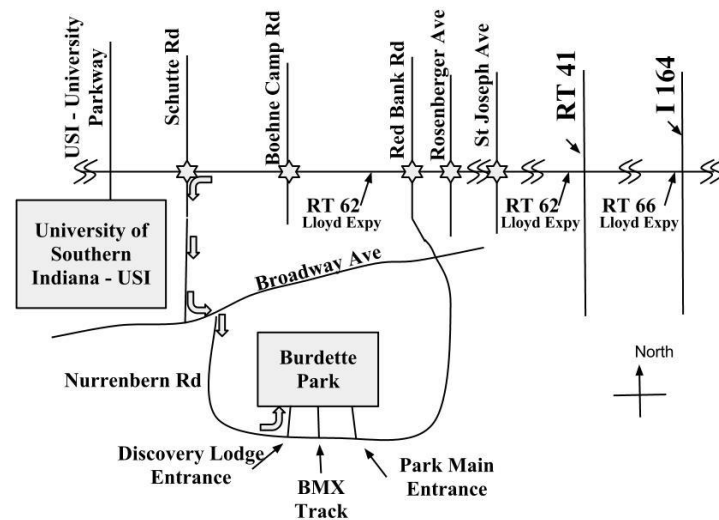 USI - University
Parkway
Schutte Rd
Boehne Camp Rd
Red Bank Rd
Rosenberger Ave
St Joseph Ave
RT 41
I 164
RT 62
Lloyd Expy
RT 62
Lloyd Expy
RT 66
Lloyd Expy
University of
Southern
Indiana - USI
Broadway Ave
Burdette
Park
Nurrenbern Rd
North
Discovery Lodge
Entrance
BMX
Track
Park Main
Entrance